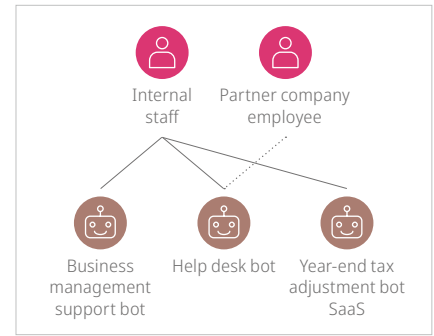 Internal
staff
Partner company
employee
Business
management
support bot
Help desk bot
Year-end tax
adjustment bot
SaaS